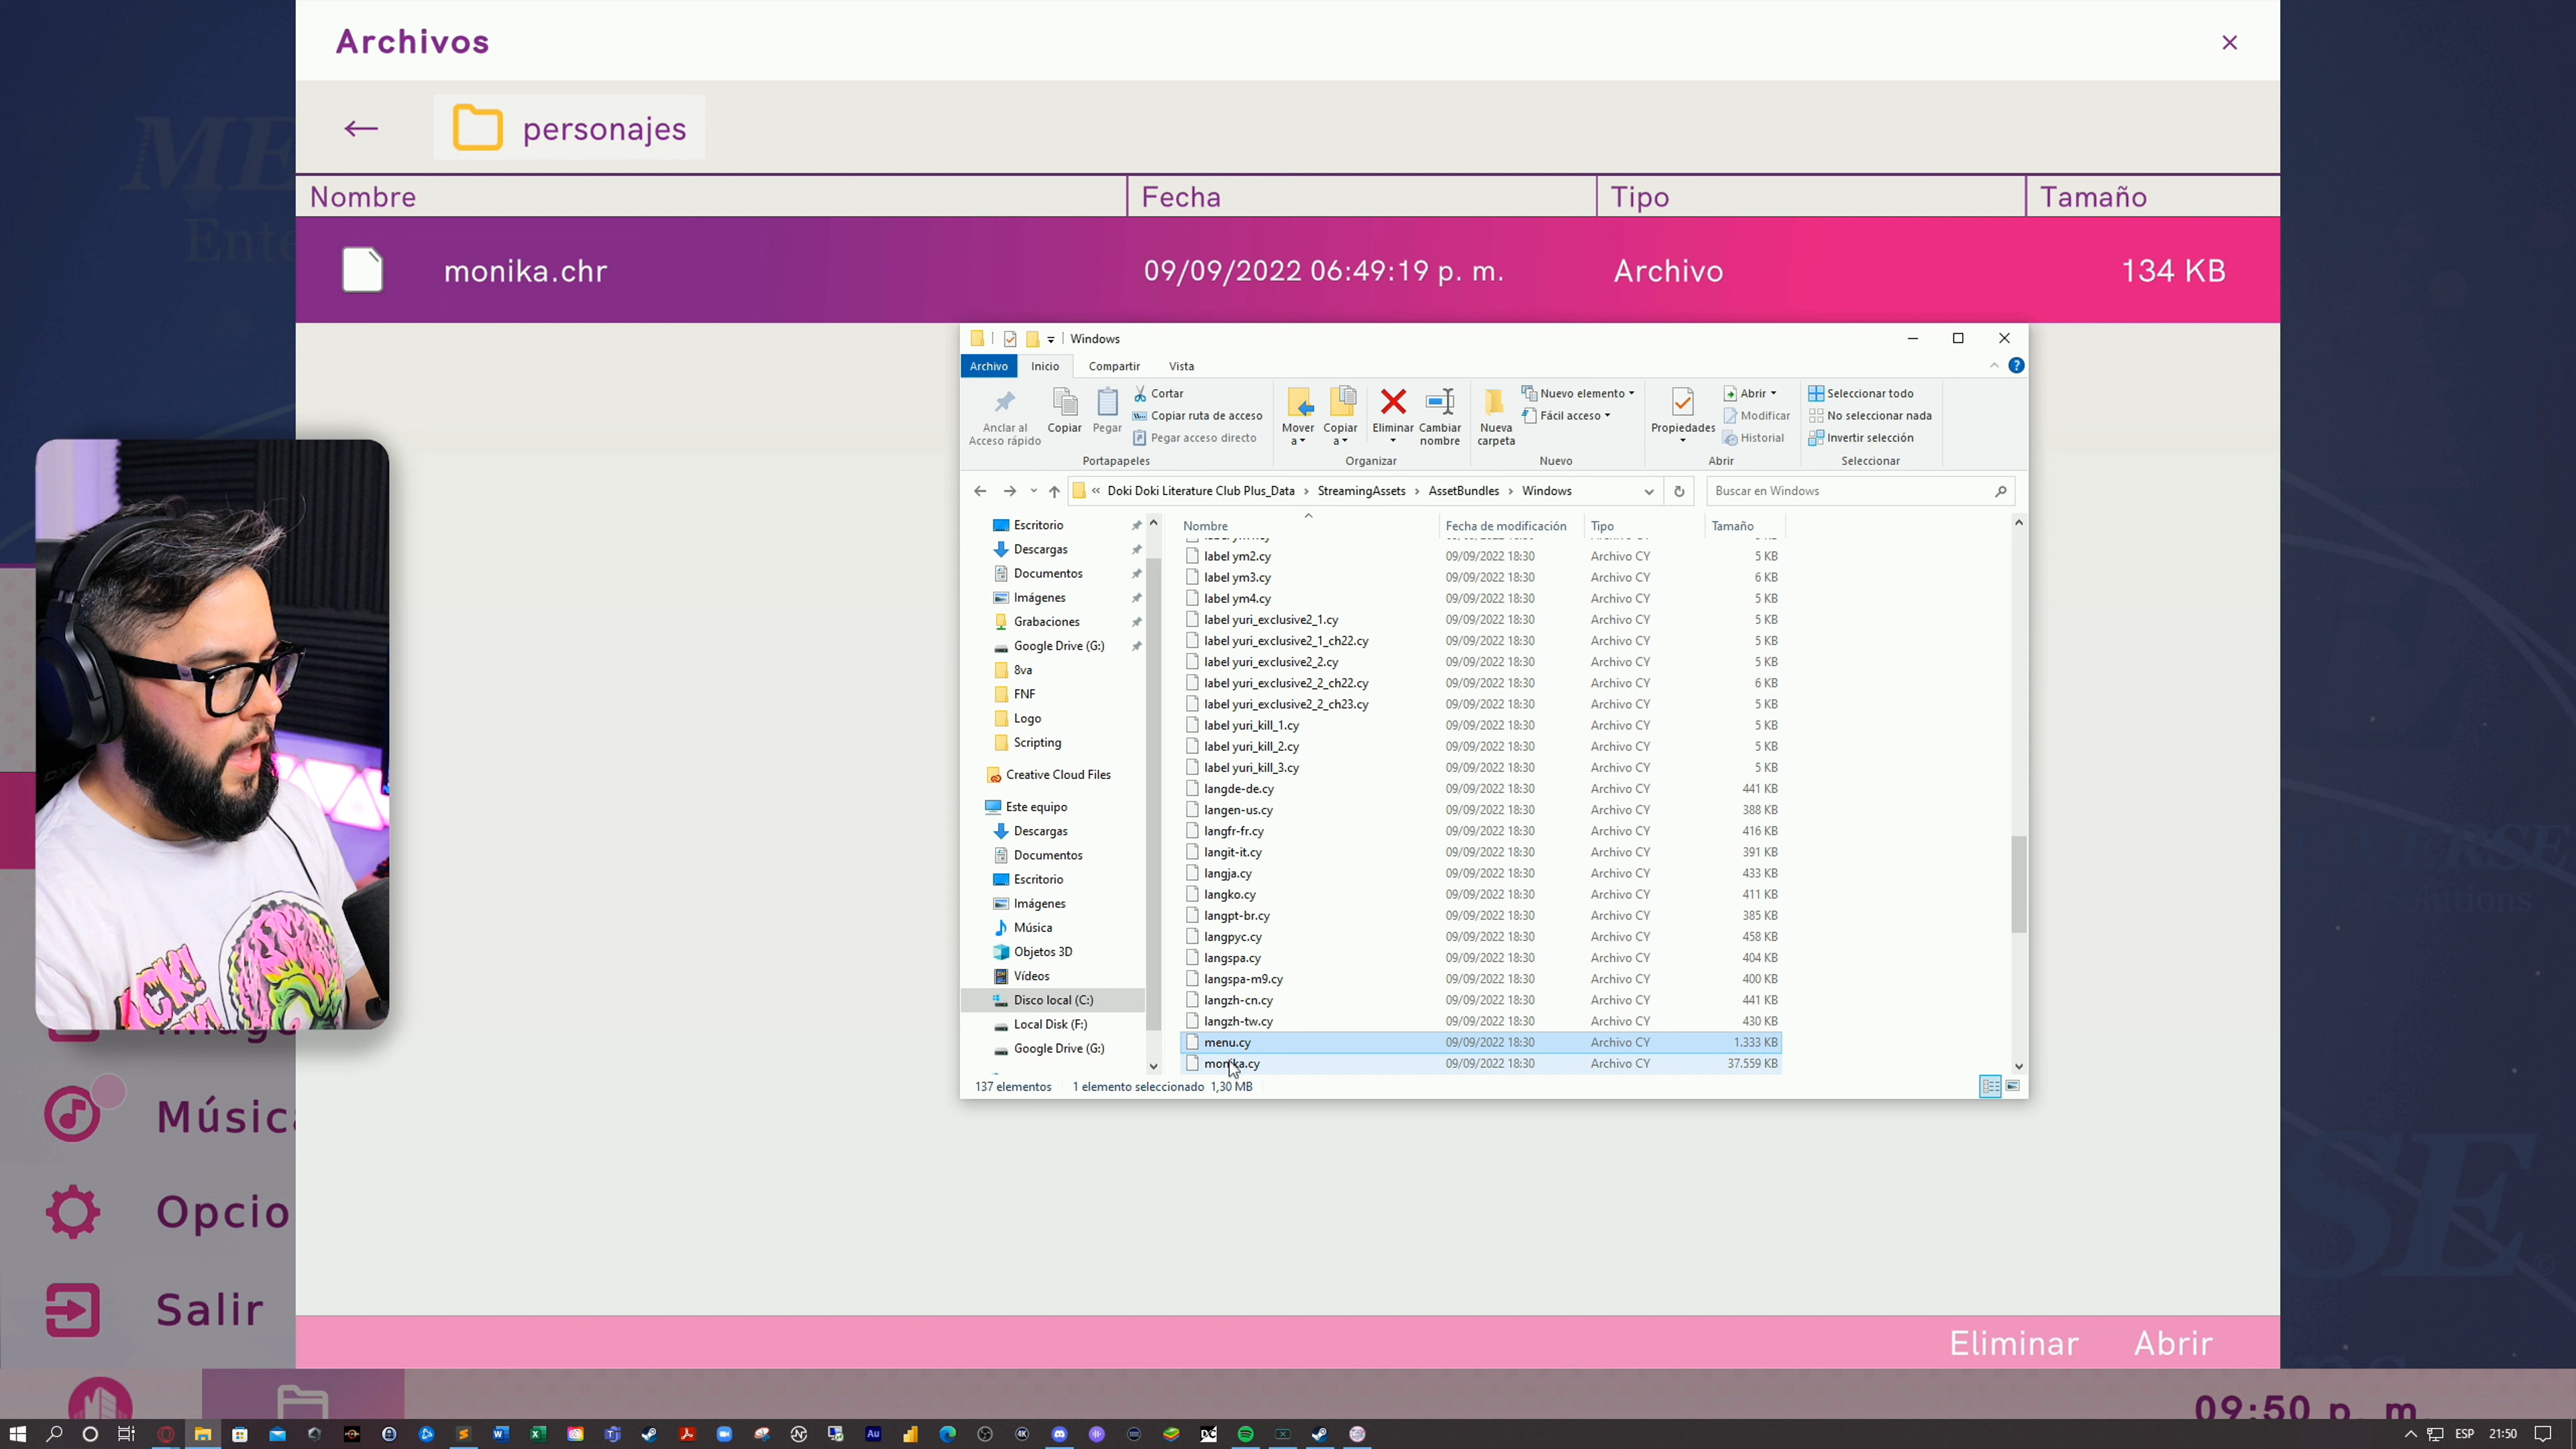 Archivos
personajes
Nombre Fecha Tipo Tamaño
monika.chr 09/09/2022 06:49:19 p. m. Archivo 134 KB
Windows
Archivo Inicio Compartir Vista
Anclar al Acceso rápido
Copiar
Pegar
Cortar
Copiar ruta de acceso
Pegar acceso directo
Mover a
Copiar a
Eliminar
Cambiar nombre
Nueva carpeta
Nuevo elemento
Fácil acceso
Propiedades
Abrir
Modificar
Historial
Seleccionar todo
No seleccionar nada
Invertir selección
Portapapeles Organizar Nuevo Abrir Seleccionar
« Doki Doki Literature Club Plus_Data › StreamingAssets › AssetBundles › Windows
Buscar en Windows
Escritorio
Descargas
Documentos
Imágenes
Grabaciones
Google Drive (G:)
8va
FNF
Logo
Scripting
Creative Cloud Files
Este equipo
Descargas
Documentos
Escritorio
Imágenes
Música
Objetos 3D
Vídeos
Disco local (C:)
Local Disk (F:)
Google Drive (G:)
Nombre Fecha de modificación Tipo Tamaño
label ym2.cy 09/09/2022 18:30 Archivo CY 5 KB
label ym3.cy 09/09/2022 18:30 Archivo CY 6 KB
label ym4.cy 09/09/2022 18:30 Archivo CY 5 KB
label yuri_exclusive2_1.cy 09/09/2022 18:30 Archivo CY 5 KB
label yuri_exclusive2_1_ch22.cy 09/09/2022 18:30 Archivo CY 5 KB
label yuri_exclusive2_2.cy 09/09/2022 18:30 Archivo CY 5 KB
label yuri_exclusive2_2_ch22.cy 09/09/2022 18:30 Archivo CY 6 KB
label yuri_exclusive2_2_ch23.cy 09/09/2022 18:30 Archivo CY 5 KB
label yuri_kill_1.cy 09/09/2022 18:30 Archivo CY 5 KB
label yuri_kill_2.cy 09/09/2022 18:30 Archivo CY 5 KB
label yuri_kill_3.cy 09/09/2022 18:30 Archivo CY 5 KB
langde-de.cy 09/09/2022 18:30 Archivo CY 441 KB
langen-us.cy 09/09/2022 18:30 Archivo CY 388 KB
langfr-fr.cy 09/09/2022 18:30 Archivo CY 416 KB
langit-it.cy 09/09/2022 18:30 Archivo CY 391 KB
langja.cy 09/09/2022 18:30 Archivo CY 433 KB
langko.cy 09/09/2022 18:30 Archivo CY 411 KB
langpt-br.cy 09/09/2022 18:30 Archivo CY 385 KB
langpyc.cy 09/09/2022 18:30 Archivo CY 458 KB
langspa.cy 09/09/2022 18:30 Archivo CY 404 KB
langspa-m9.cy 09/09/2022 18:30 Archivo CY 400 KB
langzh-cn.cy 09/09/2022 18:30 Archivo CY 441 KB
langzh-tw.cy 09/09/2022 18:30 Archivo CY 430 KB
menu.cy 09/09/2022 18:30 Archivo CY 1.333 KB
monika.cy 09/09/2022 18:30 Archivo CY 37.559 KB
137 elementos 1 elemento seleccionado 1,30 MB
Músic
Opcio
Salir
Eliminar Abrir
09:50 p. m.
ESP 21:50